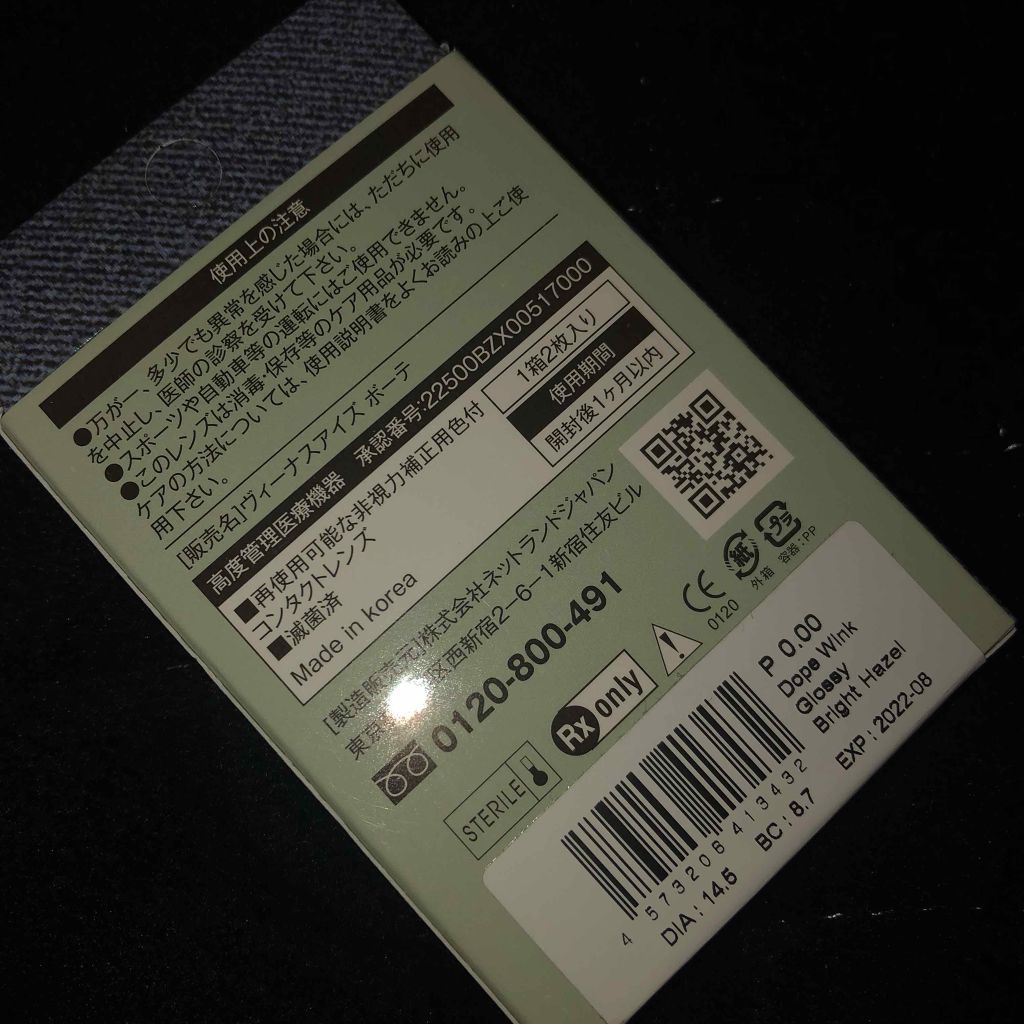 使用上の注意
●万が一、多少でも異常を感じた場合には、ただちに使用
を中止し、医師の診察を受けて下さい。
●スポーツや自動車等の運転にはご使用できません。
●このレンズは消毒・保存等のケア用品が必要です。
ケアの方法については、使用説明書をよくお読みの上ご使
用下さい。
[販売名]ヴィーナスアイズ ボーテ
高度管理医療機器 承認番号:22500BZX00517000
■再使用可能な非視力補正用色付
コンタクトレンズ
■滅菌済
Made in korea
1箱2枚入り
使用期間
開封後1ヶ月以内
[製造販売元]株式会社ネットランドジャパン
東京 区西新宿2-6-1新宿住友ビル
0120-800-491
STERILE
Rx only
CE
0120
紙
外箱
プラ
容器:PP
P 0.00
Dope Wink
Glossy
Bright Hazel
EXP : 2022-08
4 573208 413432
DIA : 14.5
BC : 8.7